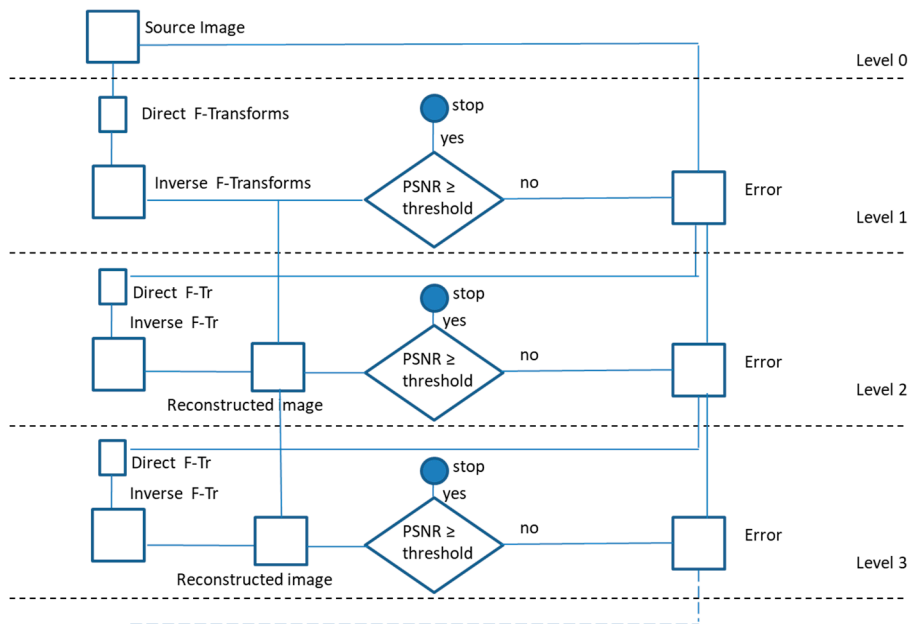 Source Image
Level 0
Direct F-Transforms
stop
yes
Inverse F-Transforms
PSNR ≥
threshold
no
Error
Level 1
Direct F-Tr
stop
Inverse F-Tr
yes
PSNR ≥
threshold
no
Error
Reconstructed image
Level 2
Direct F-Tr
stop
Inverse F-Tr
yes
PSNR ≥
threshold
no
Error
Reconstructed image
Level 3